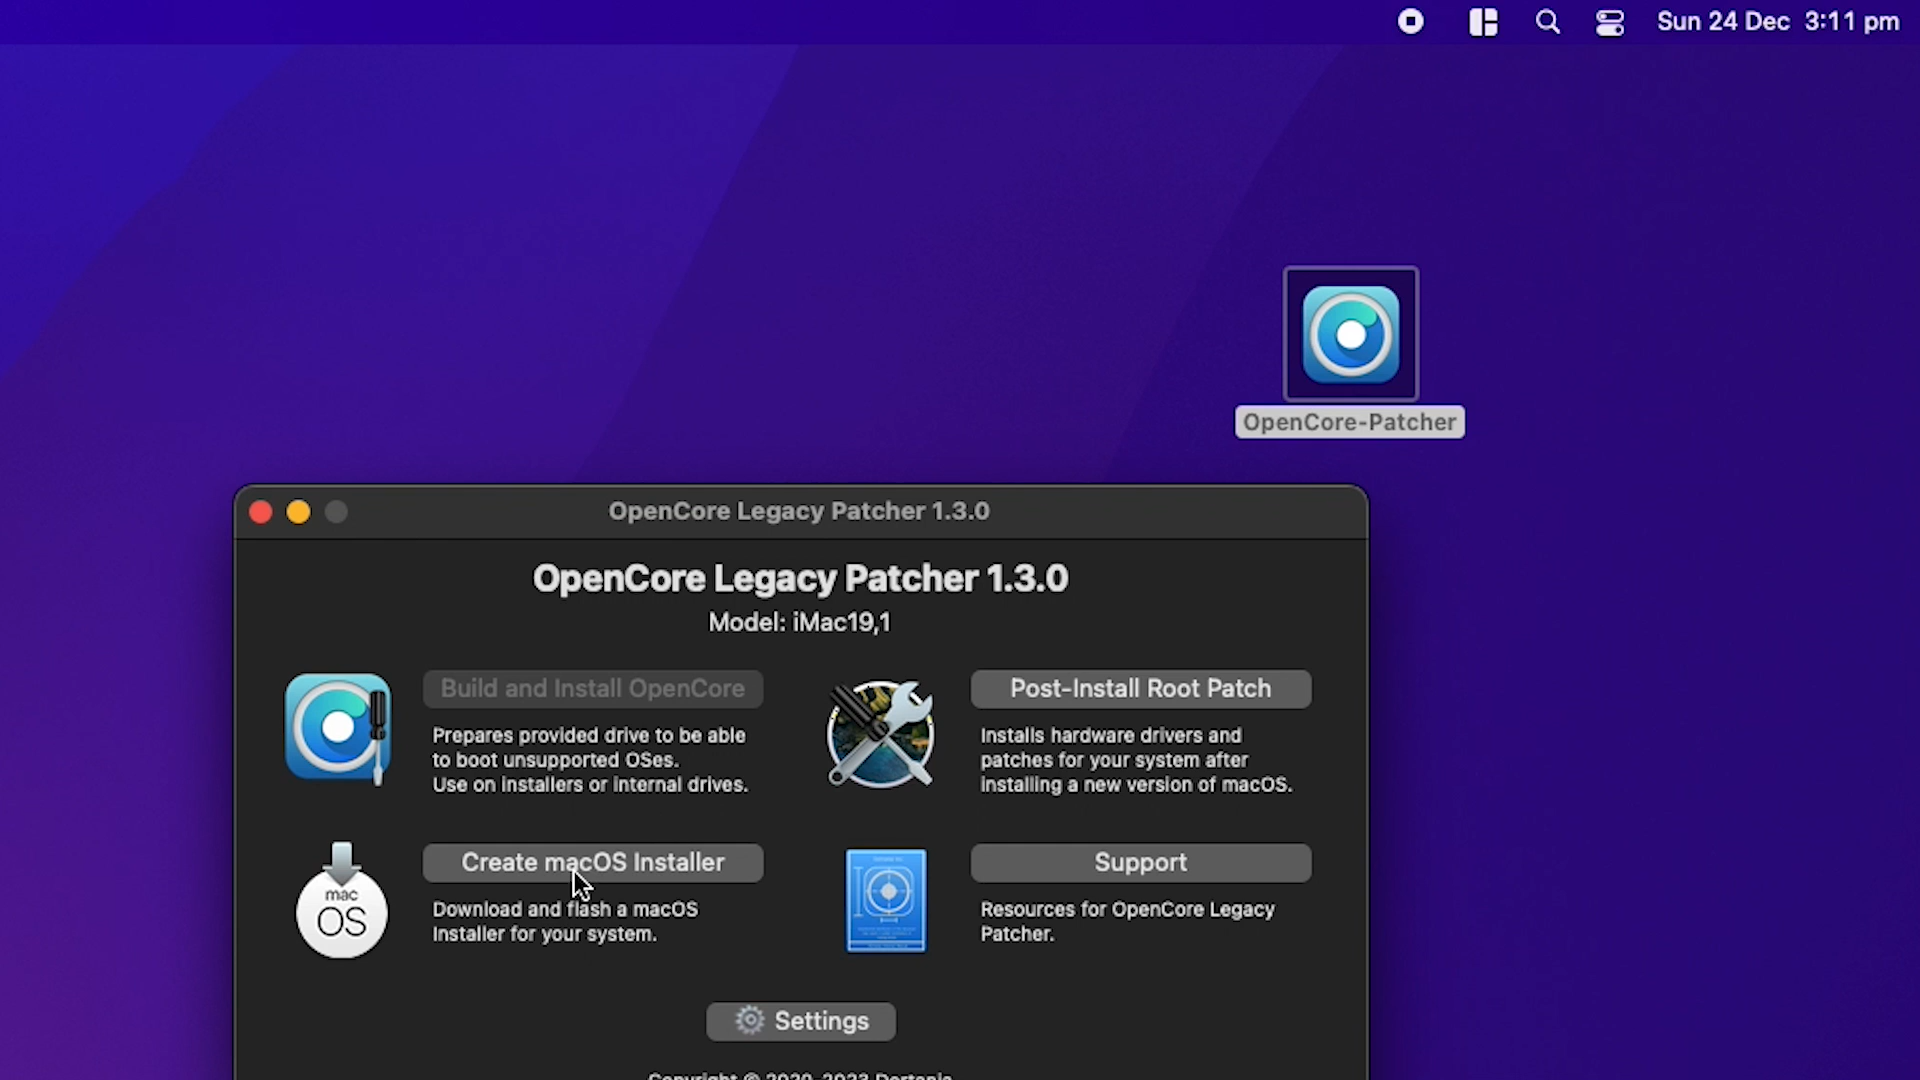 Sun 24 Dec 3:11 pm
OpenCore-Patcher
OpenCore Legacy Patcher 1.3.0
OpenCore Legacy Patcher 1.3.0
Model: iMac19,1
Build and Install OpenCore
Prepares provided drive to be able
to boot unsupported OSes.
Use on installers or internal drives.
Post-Install Root Patch
Installs hardware drivers and
patches for your system after
installing a new version of macOS.
Create macOS Installer
mac
OS
Download and flash a macOS
Installer for your system.
Support
Resources for OpenCore Legacy
Patcher.
Settings
Copyright © 2020-2023 Dortania